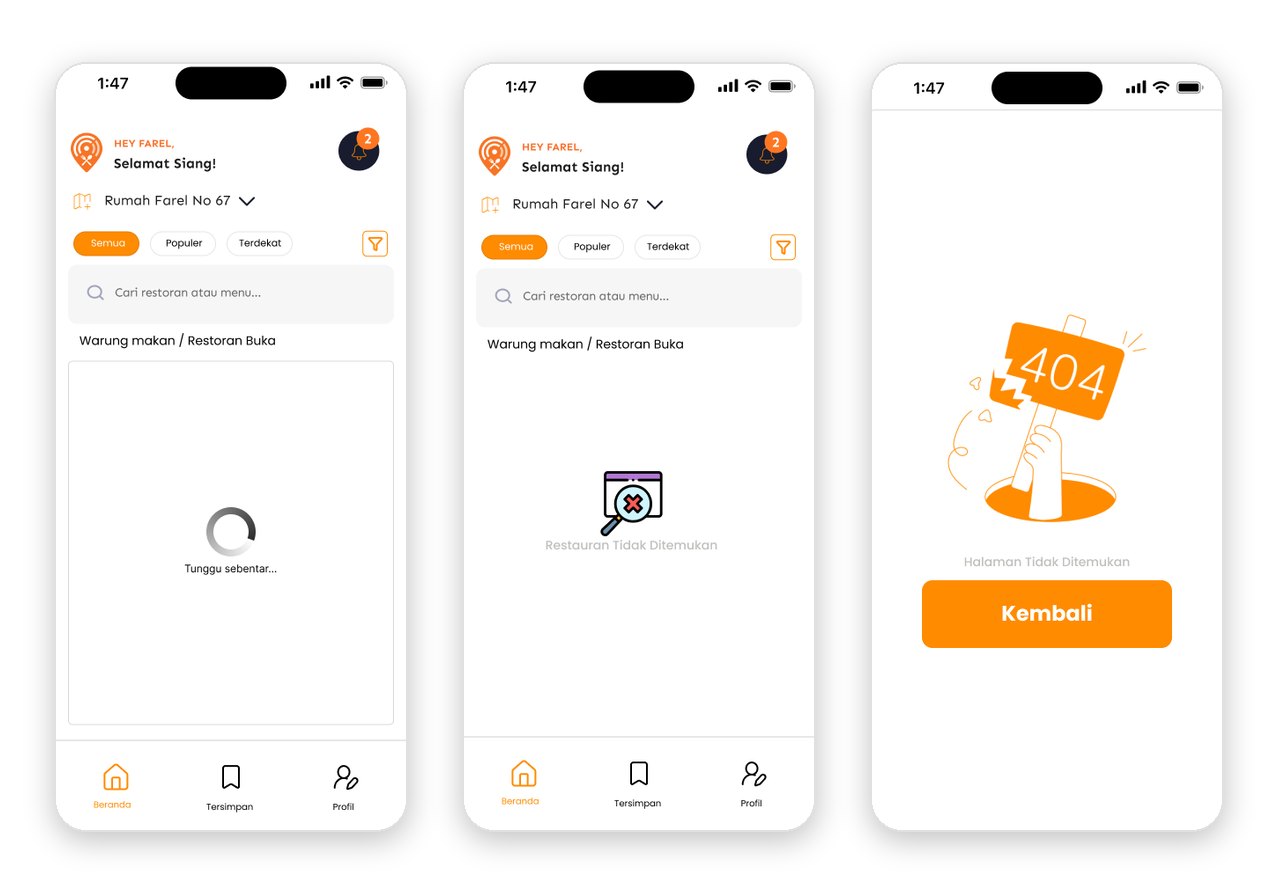 1:47
2
HEY FAREL,
Selamat Siang!
Rumah Farel No 67
Semua Populer Terdekat
Cari restoran atau menu...
Warung makan / Restoran Buka
Tunggu sebentar...
Beranda Tersimpan Profil
1:47
2
HEY FAREL,
Selamat Siang!
Rumah Farel No 67
Semua Populer Terdekat
Cari restoran atau menu...
Warung makan / Restoran Buka
Restauran Tidak Ditemukan
Beranda Tersimpan Profil
1:47
404
Halaman Tidak Ditemukan
Kembali